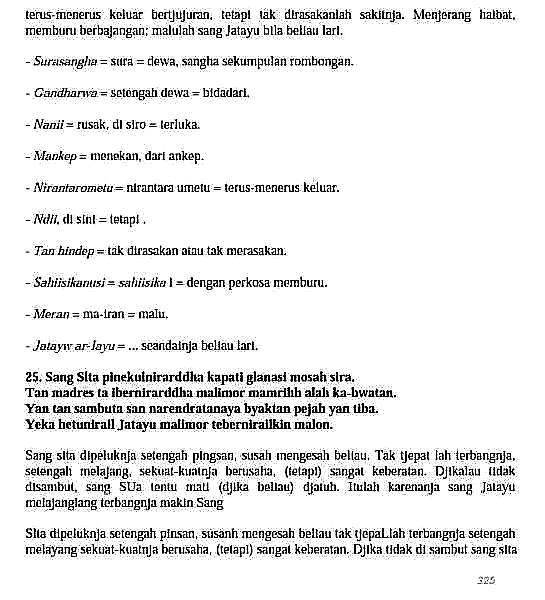 terus-menerus keluar bertjutjuran, tetapi tak dirasakanlah sakitnja. Menjerang haibat,
memburu berbajangan; malulah sang Jatayu bila beliau lari.
- Surasangha = sura = dewa, sangha sekumpulan rombongan.
- Gandharwa = setengah dewa = bidadari.
- Nanii = rusak, di siro = terluka.
- Mankep = menekan, dari ankep.
- Nirantarometu = nirantara umetu = terus-menerus keluar.
- Ndii, di sini = tetapi .
- Tan hindep = tak dirasakan atau tak merasakan.
- Sahiisikanusi = sahiisika l = dengan perkosa memburu.
- Meran = ma-iran = malu.
- Jatayw ar-layu = ... seandainja beliau lari.
25. Sang Sita pinekuinirarddha kapati glanasi mosah sira.
Tan madres ta ibernirarddha malimor mamrihh alah ka-bwatan.
Yan tan sambuta san narendratanaya byaktan pejah yan tiba.
Yeka hetunirail Jatayu malimor tebernirailkin malon.
Sang sita dipeluknja setengah pingsan, susah mengesah beliau. Tak tjepat lah terbangnja,
setengah melajang, sekuat-kuatnja berusaha, (tetapi) sangat keberatan. Djikalau tidak
disambut, sang SUa tentu mati (djika beliau) djatuh. Itulah karenanja sang Jatayu
melajanglang terbangnja makin Sang
Sita dipeluknja setengah pinsan, susanh mengesah beliau tak tjepaLlah terbangnja setengah
melayang sekuat-kuatnja berusaha, (tetapi) sangat keberatan. Djika tidak di sambut sang sita
325